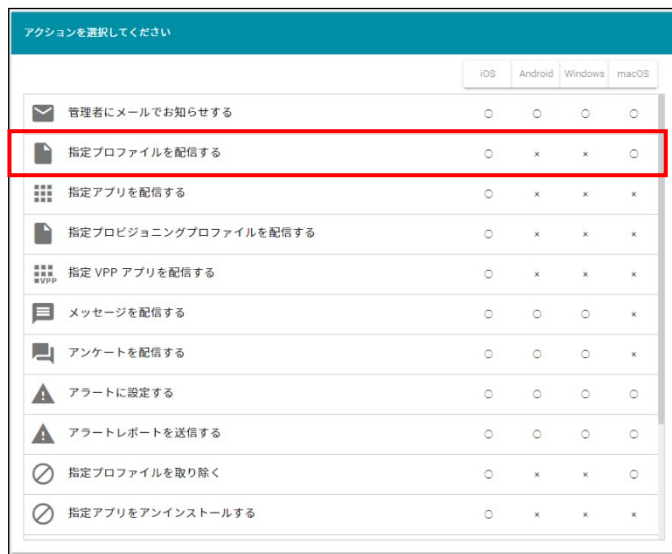 アクションを選択してください
iOS Android Windows macOS
管理者にメールでお知らせする ○ ○ ○ ○
指定プロファイルを配信する ○ × × ○
指定アプリを配信する ○ × × ×
指定プロビジョニングプロファイルを配信する ○ × × ×
VPP 指定 VPP アプリを配信する ○ × × ×
メッセージを配信する ○ ○ ○ ×
アンケートを配信する ○ ○ ○ ×
アラートに設定する ○ ○ ○ ○
アラートレポートを送信する ○ ○ ○ ○
指定プロファイルを取り除く ○ × × ○
指定アプリをアンインストールする ○ × × ×